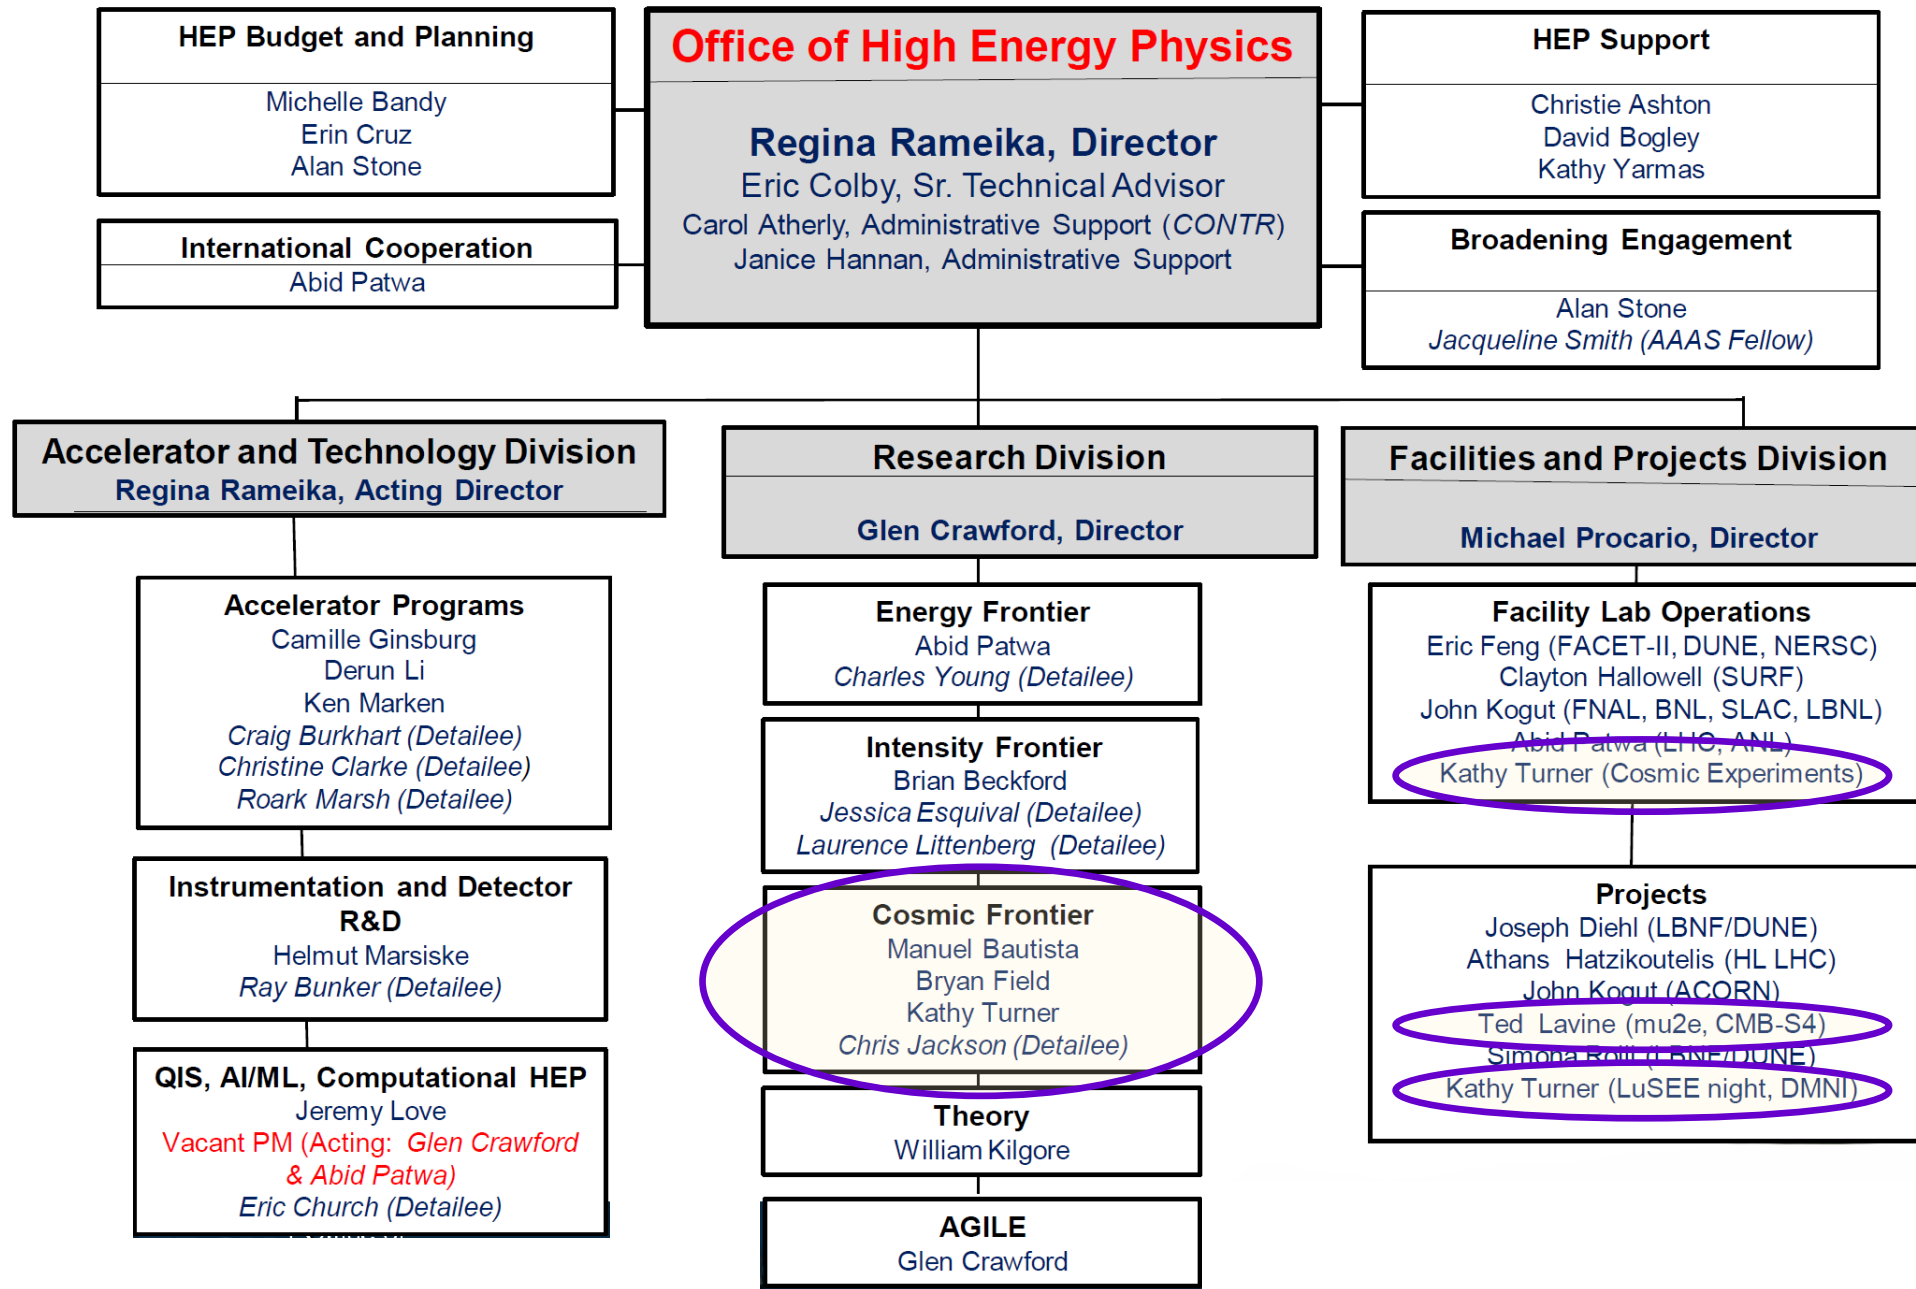 HEP Budget and Planning
Michelle Bandy
Erin Cruz
Alan Stone
International Cooperation
Abid Patwa
Office of High Energy Physics
Regina Rameika, Director
Eric Colby, Sr. Technical Advisor
Carol Atherly, Administrative Support (CONTR)
Janice Hannan, Administrative Support
HEP Support
Christie Ashton
David Bogley
Kathy Yarmas
Broadening Engagement
Alan Stone
Jacqueline Smith (AAAS Fellow)
Accelerator and Technology Division
Regina Rameika, Acting Director
Accelerator Programs
Camille Ginsburg
Derun Li
Ken Marken
Craig Burkhart (Detailee)
Christine Clarke (Detailee)
Roark Marsh (Detailee)
Instrumentation and Detector
R&D
Helmut Marsiske
Ray Bunker (Detailee)
QIS, AI/ML, Computational HEP
Jeremy Love
Vacant PM (Acting: Glen Crawford
& Abid Patwa)
Eric Church (Detailee)
Research Division
Glen Crawford, Director
Energy Frontier
Abid Patwa
Charles Young (Detailee)
Intensity Frontier
Brian Beckford
Jessica Esquival (Detailee)
Laurence Littenberg (Detailee)
Cosmic Frontier
Manuel Bautista
Bryan Field
Kathy Turner
Chris Jackson (Detailee)
Theory
William Kilgore
AGILE
Glen Crawford
Facilities and Projects Division
Michael Procario, Director
Facility Lab Operations
Eric Feng (FACET-II, DUNE, NERSC)
Clayton Hallowell (SURF)
John Kogut (FNAL, BNL, SLAC, LBNL)
Abid Patwa (LHC, ANL)
Kathy Turner (Cosmic Experiments)
Projects
Joseph Diehl (LBNF/DUNE)
Athans Hatzikoutelis (HL LHC)
John Kogut (ACORN)
Ted Lavine (mu2e, CMB-S4)
Simona Rolli (LBNF/DUNE)
Kathy Turner (LuSEE night, DMNI)